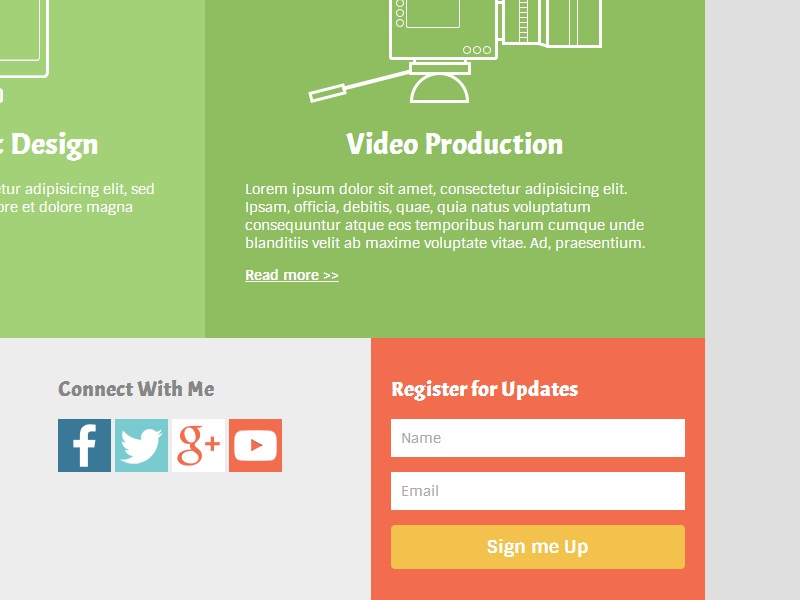 Design
Video Production
adipisicing elit, sed
et dolore magna
Lorem ipsum dolor sit amet, consectetur adipisicing elit.
Ipsam, officia, debitis, quae, quia natus voluptatum
consequuntur atque eos temporibus harum cumque unde
blanditiis velit ab maxime voluptate vitae. Ad, praesentium.
Read more >>
Connect With Me
Register for Updates
f
g+
Name
Email
Sign me Up